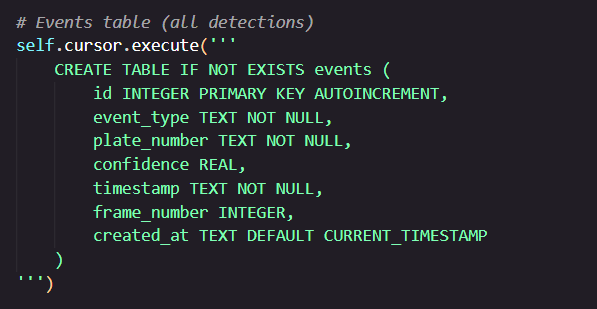 # Events table (all detections)
self.cursor.execute('''
    CREATE TABLE IF NOT EXISTS events (
        id INTEGER PRIMARY KEY AUTOINCREMENT,
        event_type TEXT NOT NULL,
        plate_number TEXT NOT NULL,
        confidence REAL,
        timestamp TEXT NOT NULL,
        frame_number INTEGER,
        created_at TEXT DEFAULT CURRENT_TIMESTAMP
    )
''')